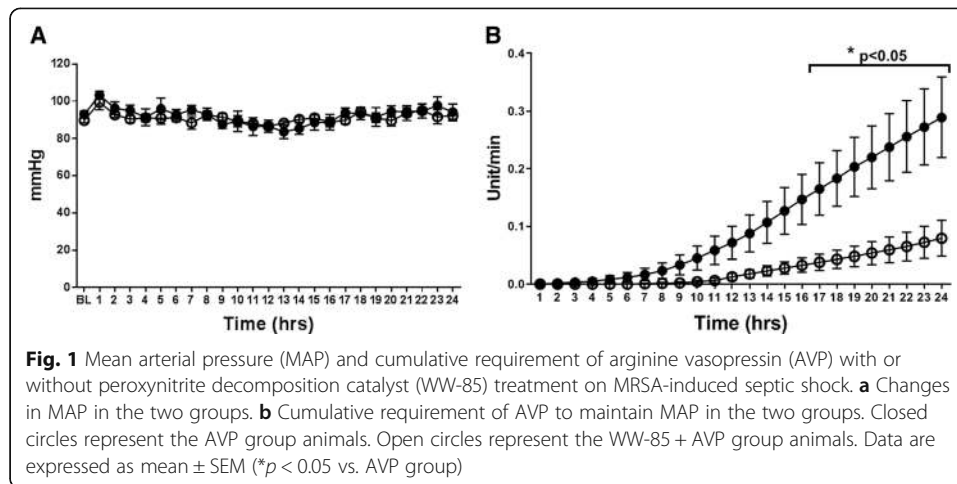 A
B
120
100
80
60
40
20
0
mmHg
BL 1 2 3 4 5 6 7 8 9 10 11 12 13 14 15 16 17 18 19 20 21 22 23 24
Time (hrs)
0.4
0.3
0.2
0.1
0.0
Unit/min
* p<0.05
1 2 3 4 5 6 7 8 9 10 11 12 13 14 15 16 17 18 19 20 21 22 23 24
Time (hrs)
Fig. 1 Mean arterial pressure (MAP) and cumulative requirement of arginine vasopressin (AVP) with or
without peroxynitrite decomposition catalyst (WW-85) treatment on MRSA-induced septic shock. a Changes
in MAP in the two groups. b Cumulative requirement of AVP to maintain MAP in the two groups. Closed
circles represent the AVP group animals. Open circles represent the WW-85 + AVP group animals. Data are
expressed as mean ± SEM (*p < 0.05 vs. AVP group)